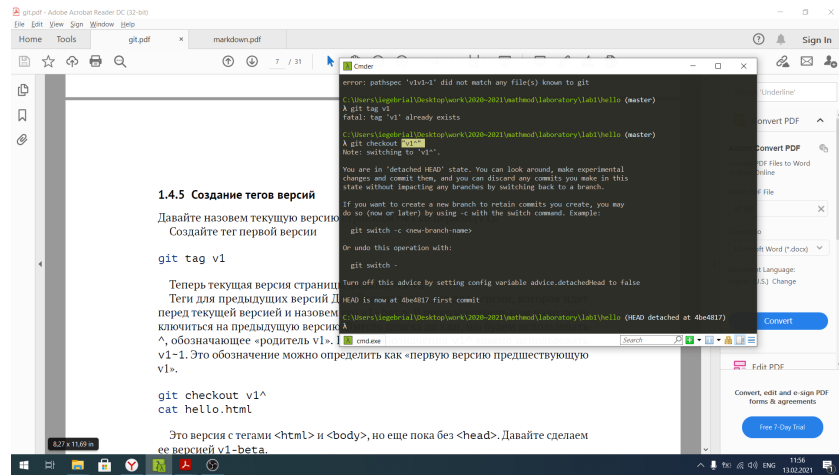 git.pdf - Adobe Acrobat Reader DC (32-bit)
File Edit View Sign Window Help
Home Tools git.pdf × markdown.pdf
Sign In
7 / 31
Cmder
error: pathspec 'v1v1~1' did not match any file(s) known to git
C:\Users\iegebrial\Desktop\work\2020-2021\mathmod\laboratory\lab1\hello (master)
λ git tag v1
fatal: tag 'v1' already exists
C:\Users\iegebrial\Desktop\work\2020-2021\mathmod\laboratory\lab1\hello (master)
λ git checkout "v1^"
Note: switching to 'v1^'.
You are in 'detached HEAD' state. You can look around, make experimental
changes and commit them, and you can discard any commits you make in this
state without impacting any branches by switching back to a branch.
If you want to create a new branch to retain commits you create, you may
do so (now or later) by using -c with the switch command. Example:
git switch -c <new-branch-name>
Or undo this operation with:
git switch -
Turn off this advice by setting config variable advice.detachedHead to false
HEAD is now at 4be4817 first commit
C:\Users\iegebrial\Desktop\work\2020-2021\mathmod\laboratory\lab1\hello (HEAD detached at 4be4817)
λ
cmd.exe
Search
1.4.5 Создание тегов версий
Давайте назовем текущую версию
Создайте тег первой версии
git tag v1
Теперь текущая версия страниц
Теги для предыдущих версий Д
перед текущей версией и назовем
ключиться на предыдущую версию
^, обозначающее «родитель v1».
v1~1. Это обозначение можно определить как «первую версию предшествующую
v1».
git checkout v1^
cat hello.html
Это версия с тегами <html> и <body>, но еще пока без <head>. Давайте сделаем
ее версией v1-beta.
8,27 x 11,69 in
'Underline'
Convert PDF
Convert PDF
PDF Files to Word
Online
PDF File
Word (*.docx)
Language:
Change
Convert
Edit PDF
Convert, edit and e-sign PDF
forms & agreements
Free 7-Day Trial
ENG
11:56
13.02.2021